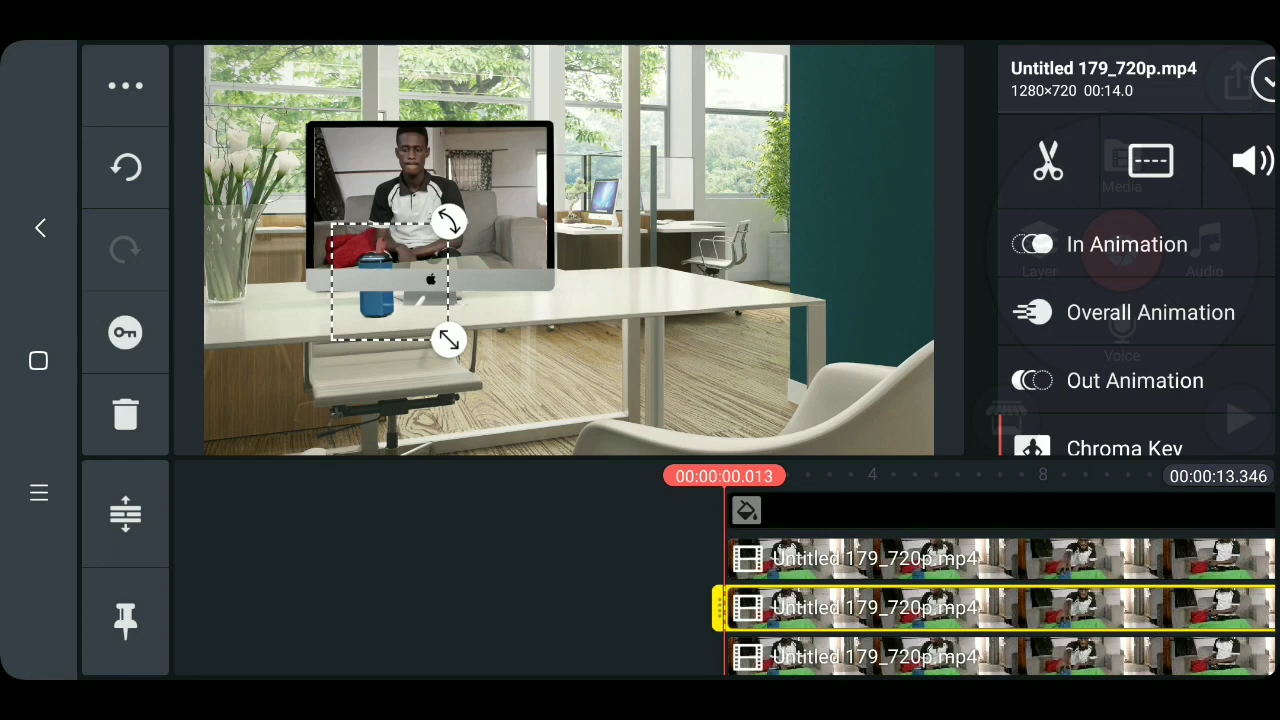 Untitled 179_720p.mp4
1280×720 00:14.0
Media
In Animation
Layer
Audio
Overall Animation
Voice
Out Animation
Chroma Key
00:00:00.013
4
8
00:00:13.346
Untitled 179_720p.mp4
Untitled 179_720p.mp4
Untitled 179_720p.mp4